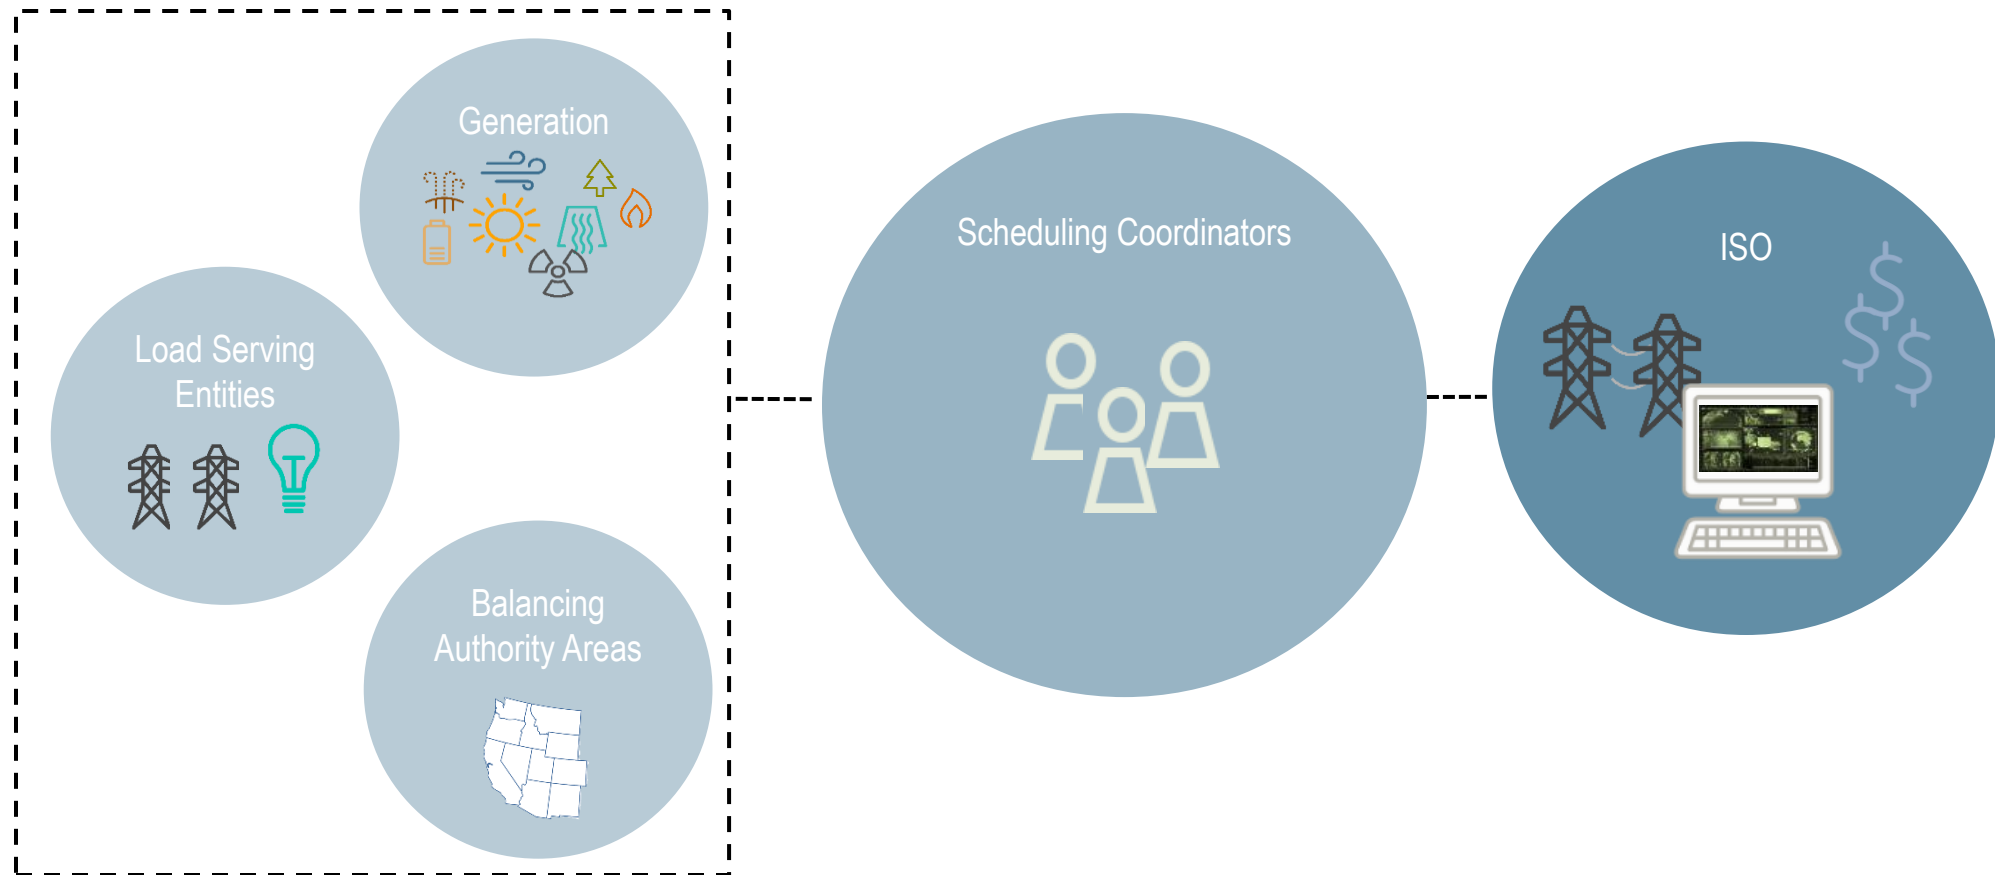 Generation
Load Serving
Entities
Balancing
Authority Areas
Scheduling Coordinators
ISO
$
$
$